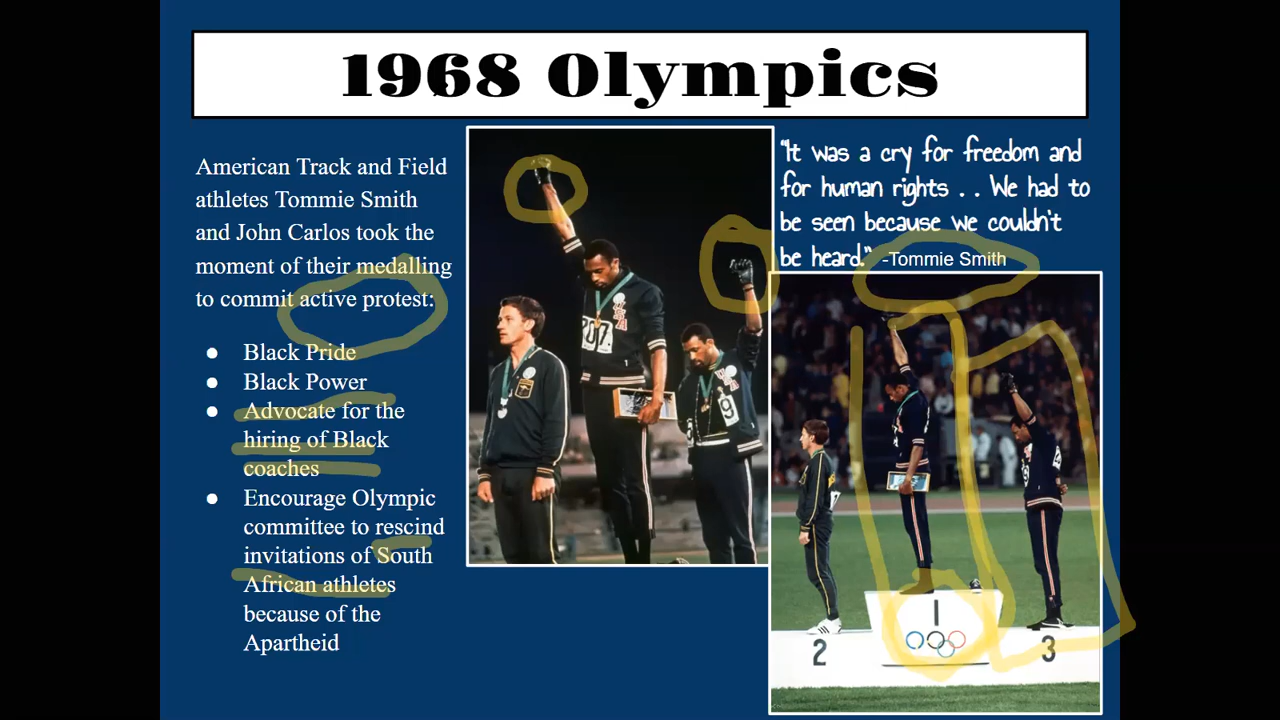 1968 Olympics
American Track and Field
athletes Tommie Smith
and John Carlos took the
moment of their medalling
to commit active protest:
● Black Pride
● Black Power
● Advocate for the
hiring of Black
coaches
● Encourage Olympic
committee to rescind
invitations of South
African athletes
because of the
Apartheid
"It was a cry for freedom and
for human rights . . We had to
be seen because we couldn't
be heard." -Tommie Smith
207
USA
1
2
3